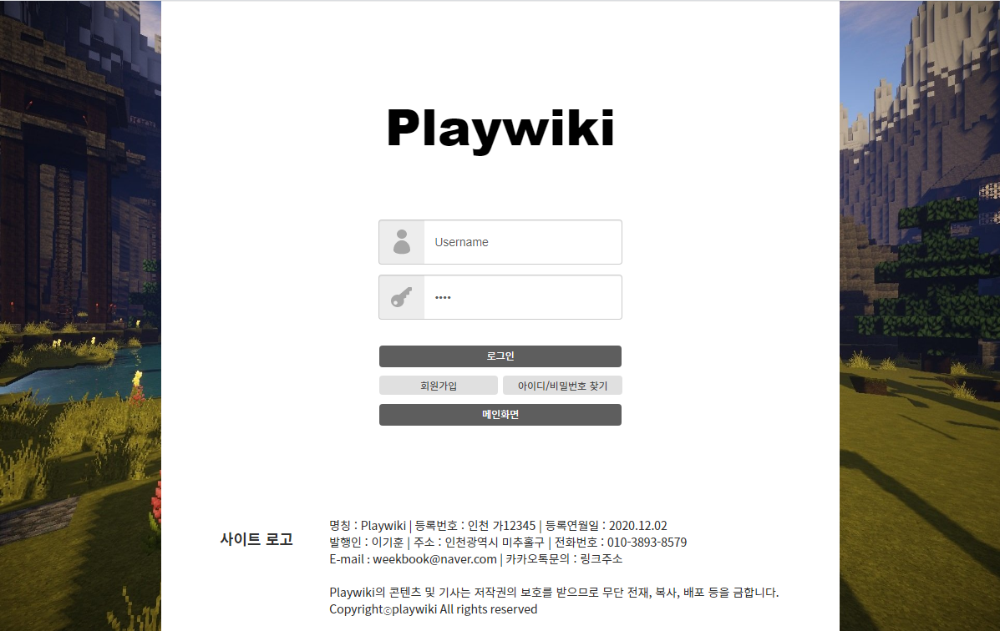 Playwiki
Username
••••
로그인
회원가입
아이디/비밀번호 찾기
메인화면
사이트 로고
명칭 : Playwiki | 등록번호 : 인천 가12345 | 등록연월일 : 2020.12.02
발행인 : 이기훈 | 주소 : 인천광역시 미추홀구 | 전화번호 : 010-3893-8579
E-mail : weekbook@naver.com | 카카오톡문의 : 링크주소
Playwiki의 콘텐츠 및 기사는 저작권의 보호를 받으므로 무단 전재, 복사, 배포 등을 금합니다.
Copyrightⓒplaywiki All rights reserved